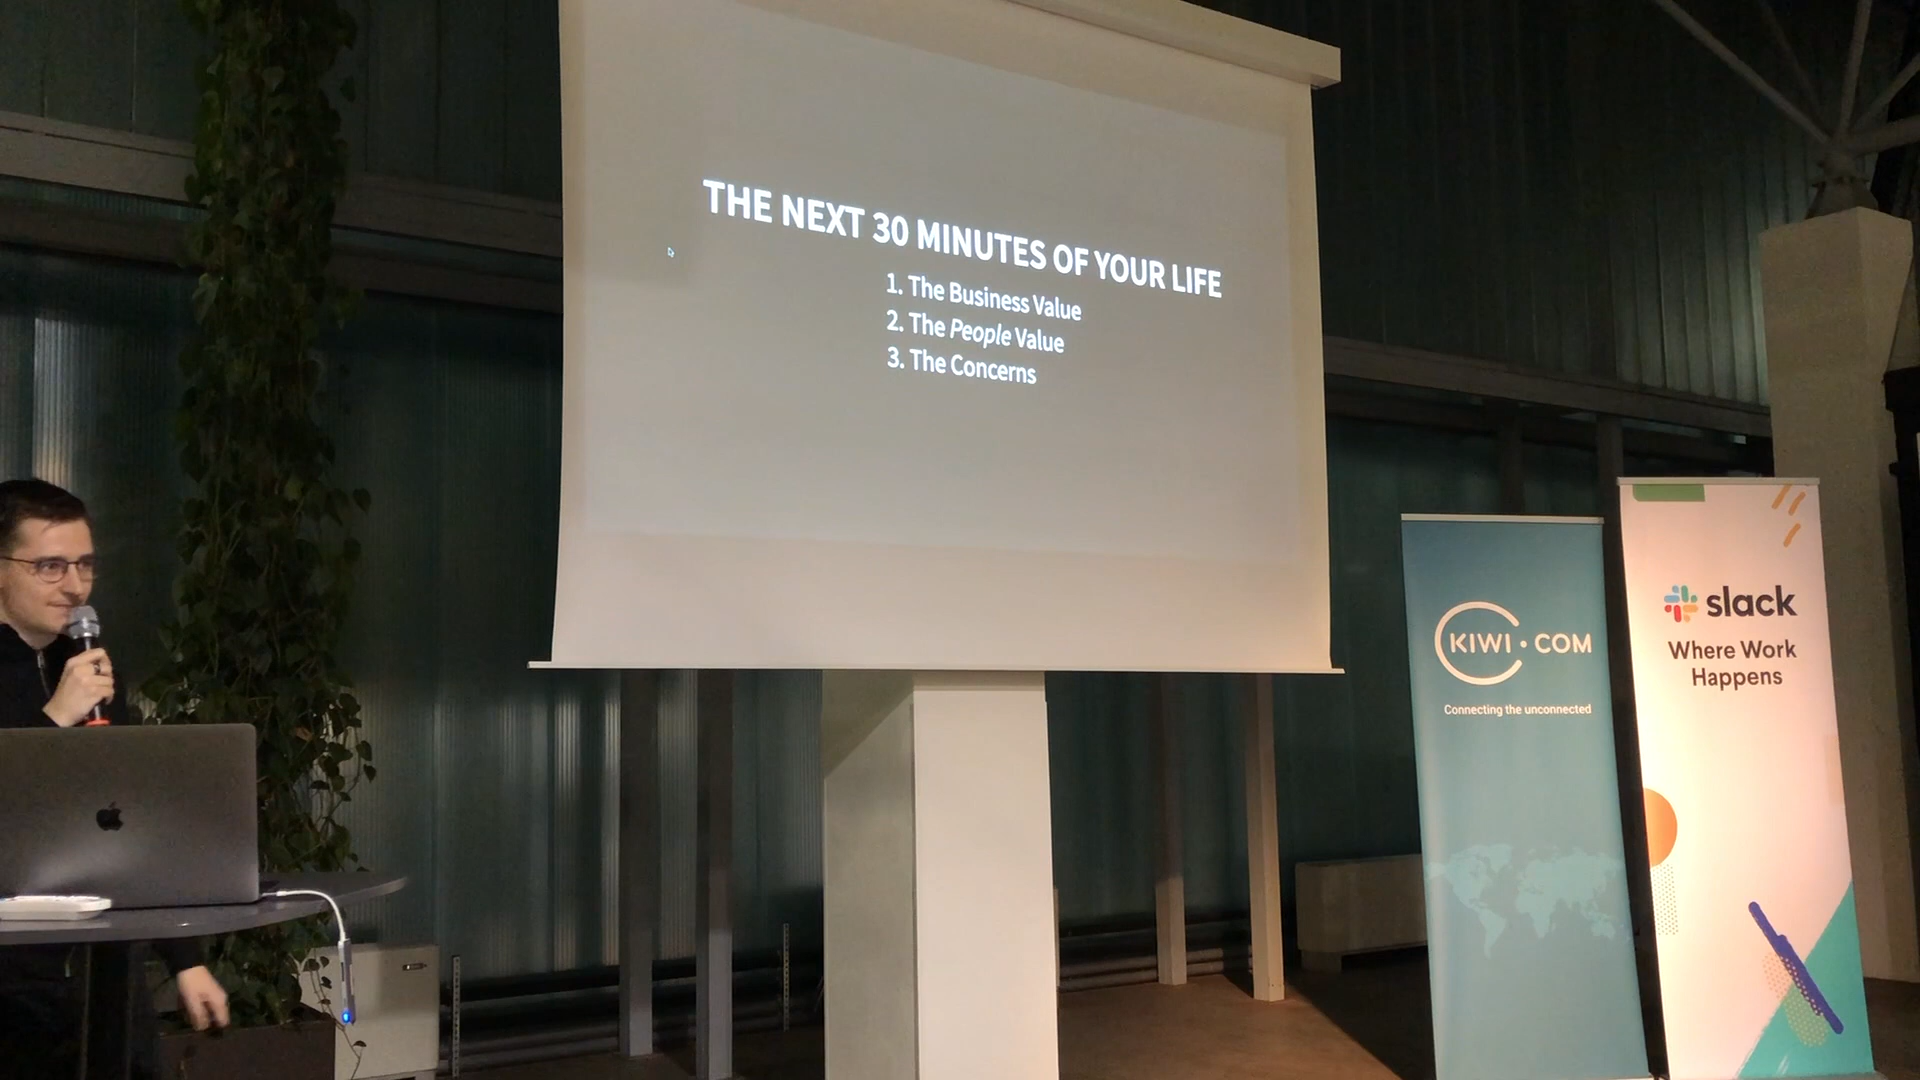 THE NEXT 30 MINUTES OF YOUR LIFE
1. The Business Value
2. The People Value
3. The Concerns
KIWI.COM
Connecting the unconnected
slack
Where Work
Happens